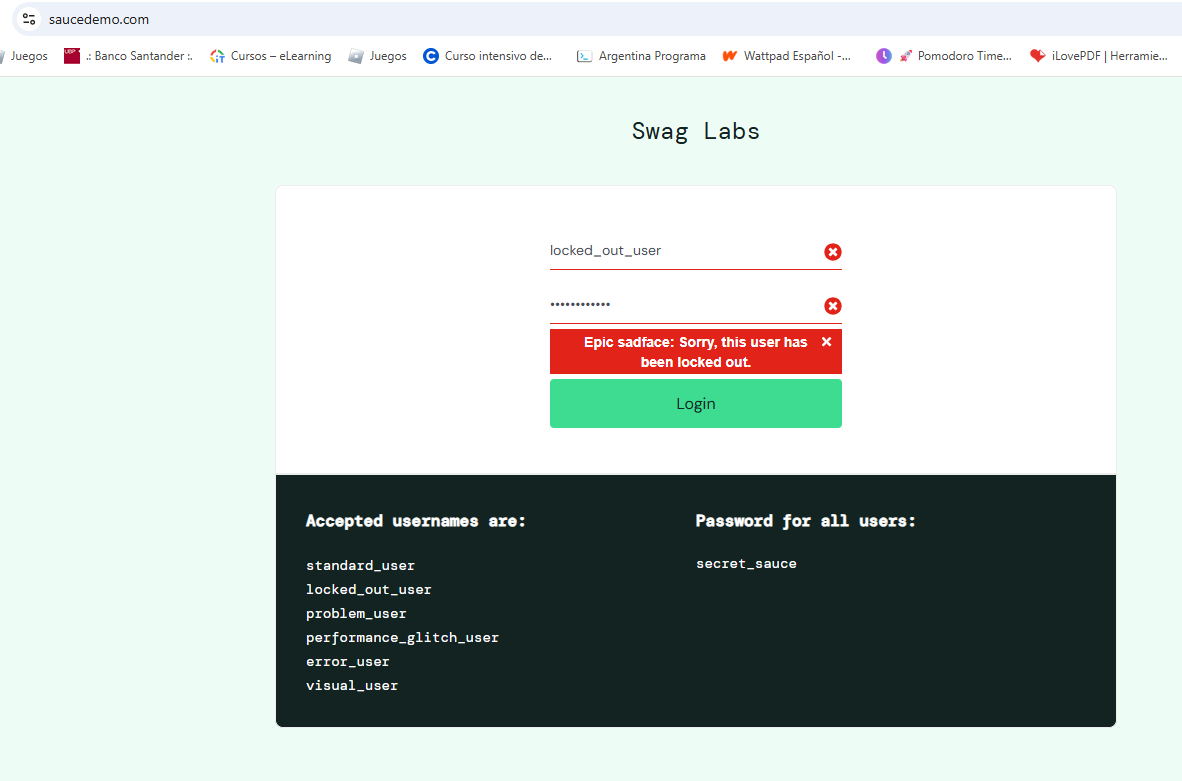 saucedemo.com
Juegos .: Banco Santander :. Cursos – eLearning Juegos Curso intensivo de... Argentina Programa Wattpad Español -... 🚀 Pomodoro Time... iLovePDF | Herramie...
Swag Labs
locked_out_user
••••••••••••
Epic sadface: Sorry, this user has
been locked out.
Login
Accepted usernames are:
standard_user
locked_out_user
problem_user
performance_glitch_user
error_user
visual_user
Password for all users:
secret_sauce